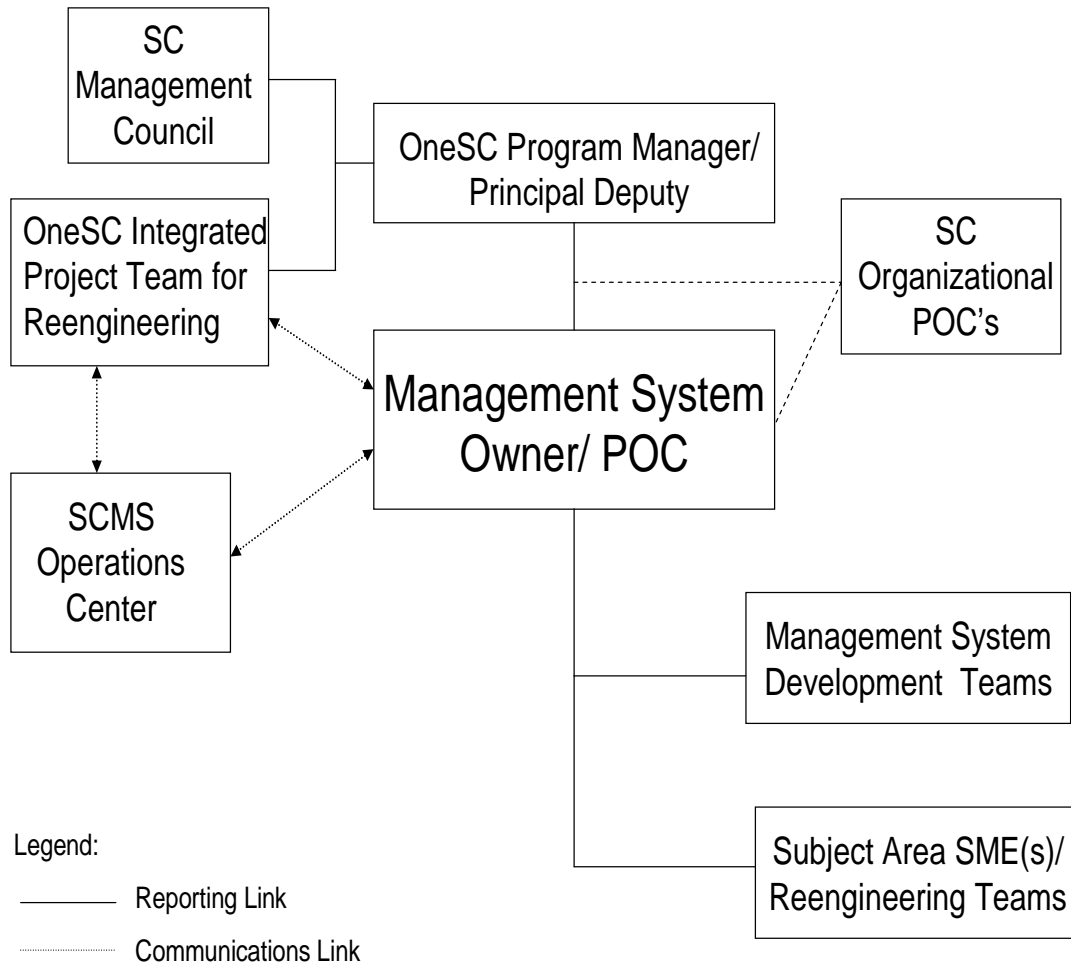 SC
Management
Council
OneSC Program Manager/
Principal Deputy
OneSC Integrated
Project Team for
Reengineering
SC
Organizational
POC's
Management System
Owner/ POC
SCMS
Operations
Center
Management System
Development Teams
Subject Area SME(s)/
Reengineering Teams
Legend:
Reporting Link
Communications Link